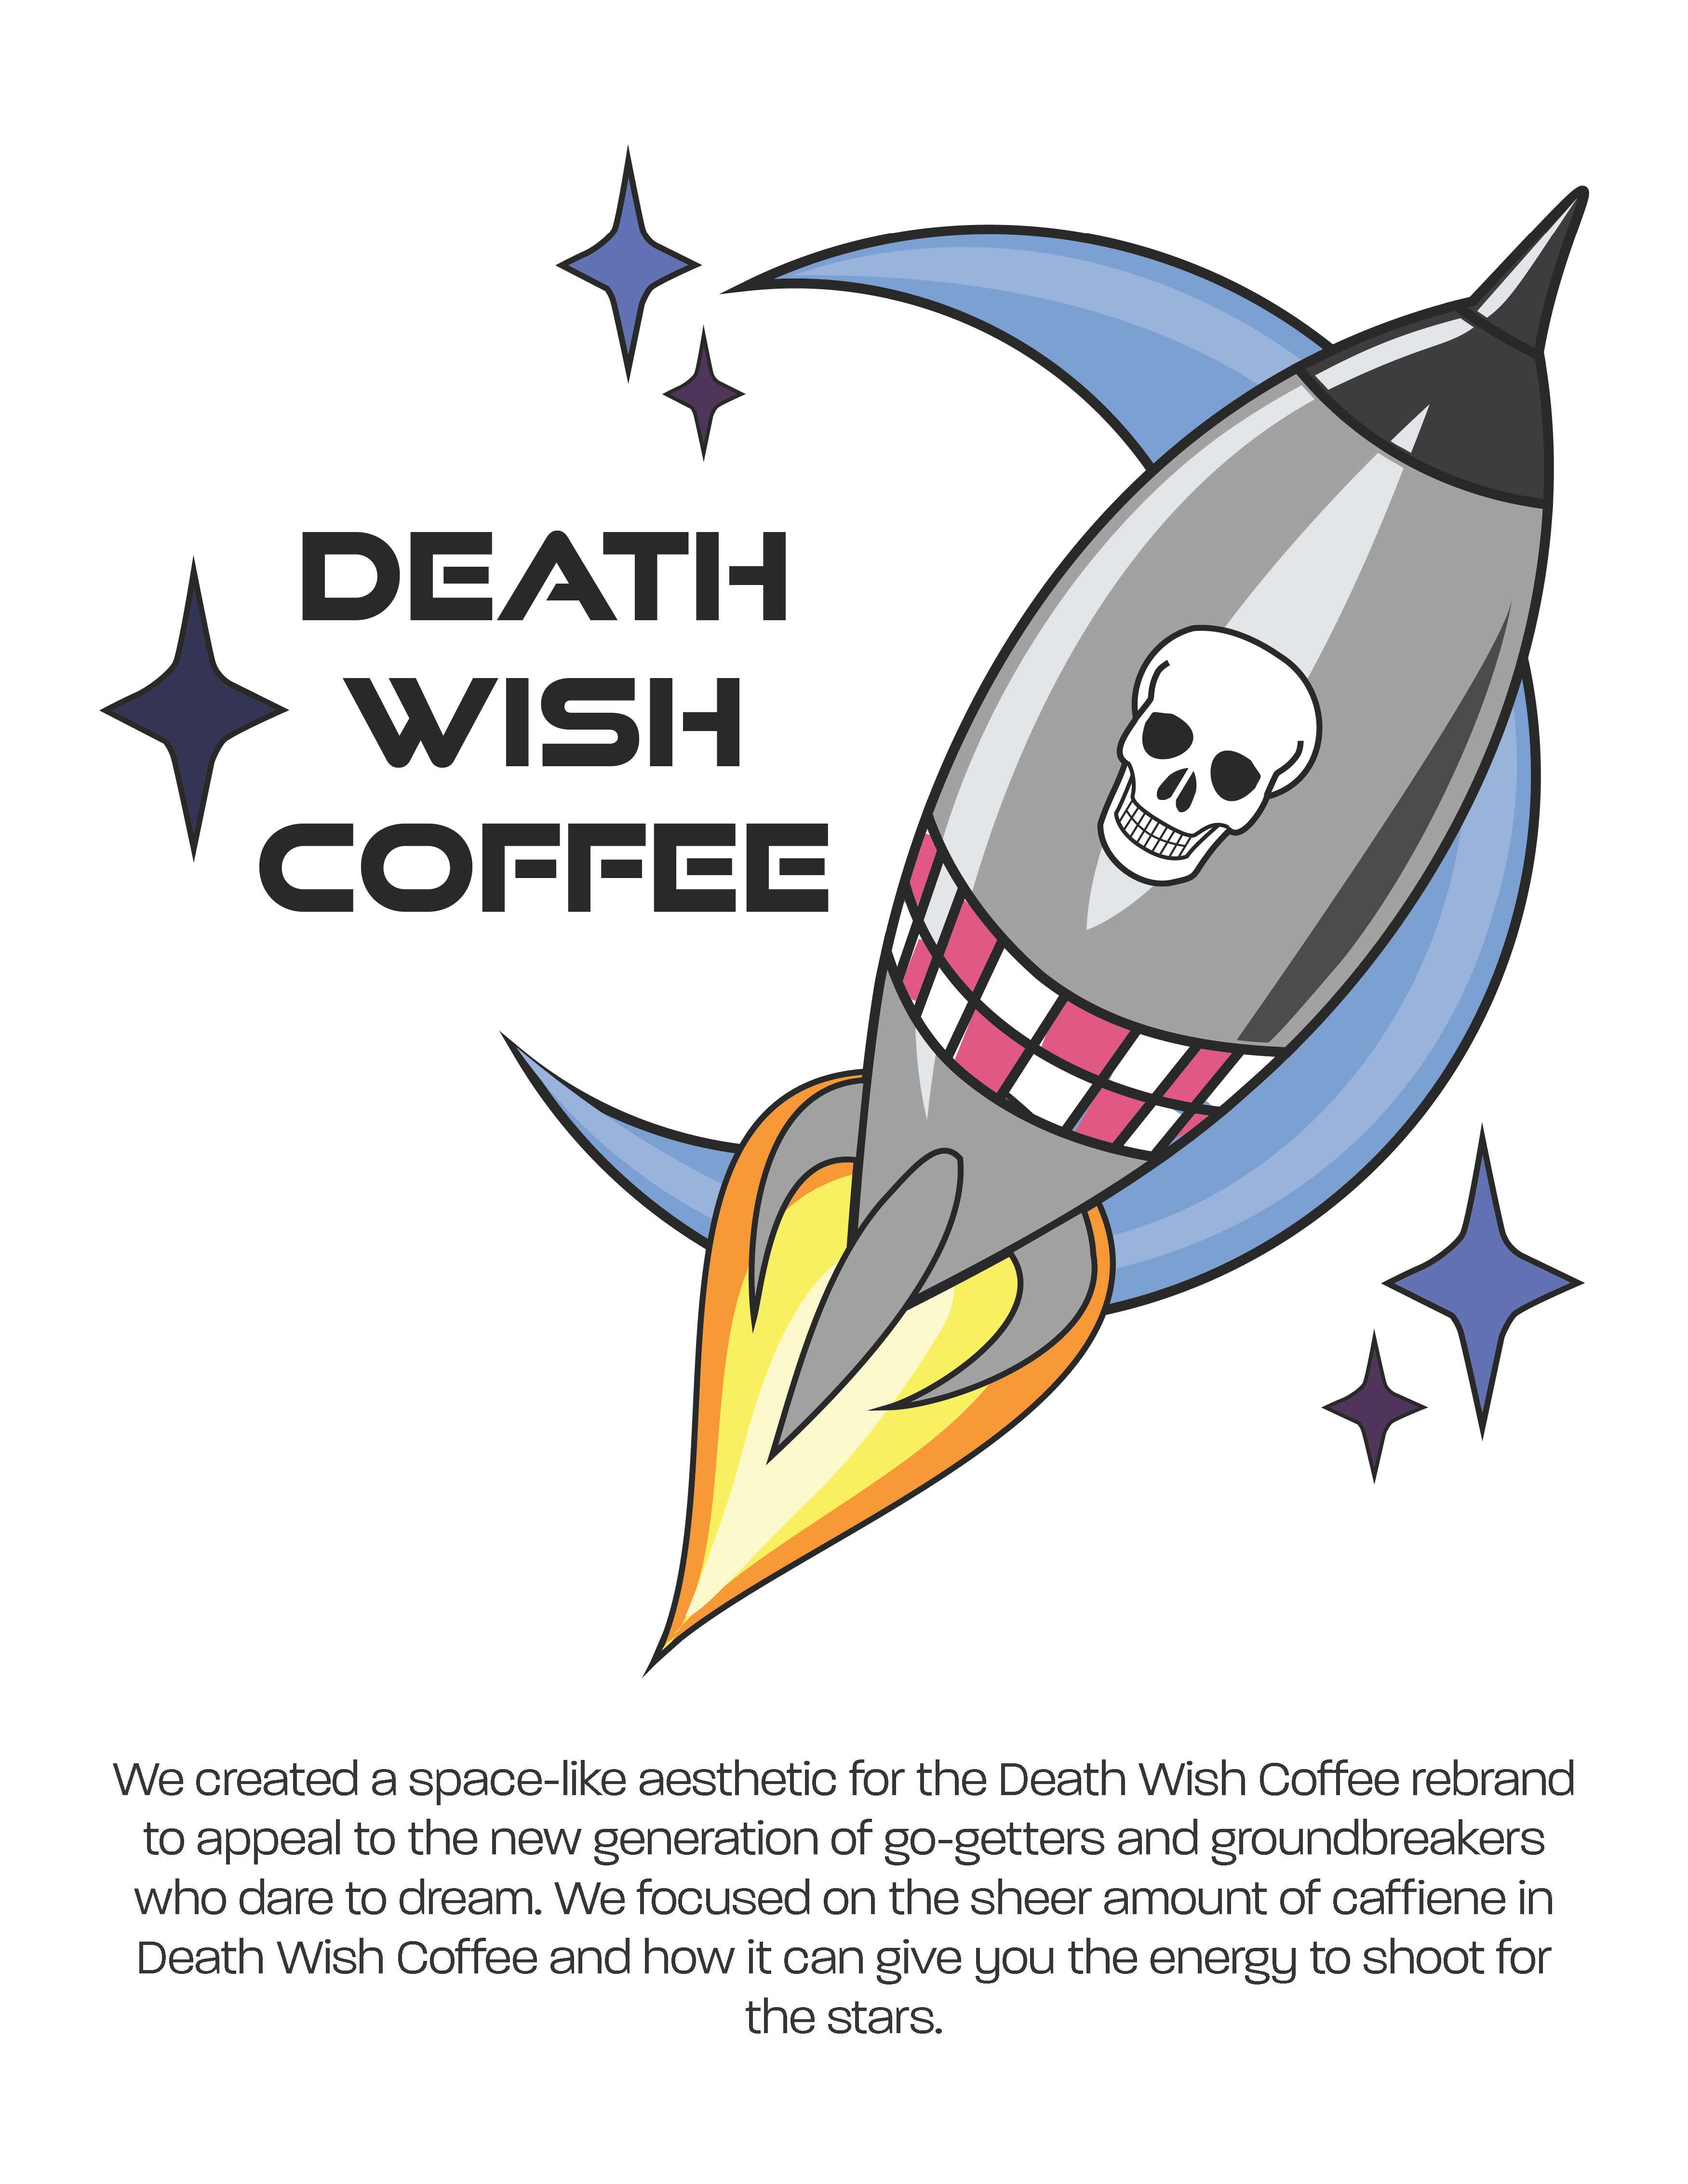 DEATH
WISH
COFFEE
We created a space-like aesthetic for the Death Wish Coffee rebrand
to appeal to the new generation of go-getters and groundbreakers
who dare to dream. We focused on the sheer amount of caffiene in
Death Wish Coffee and how it can give you the energy to shoot for
the stars.